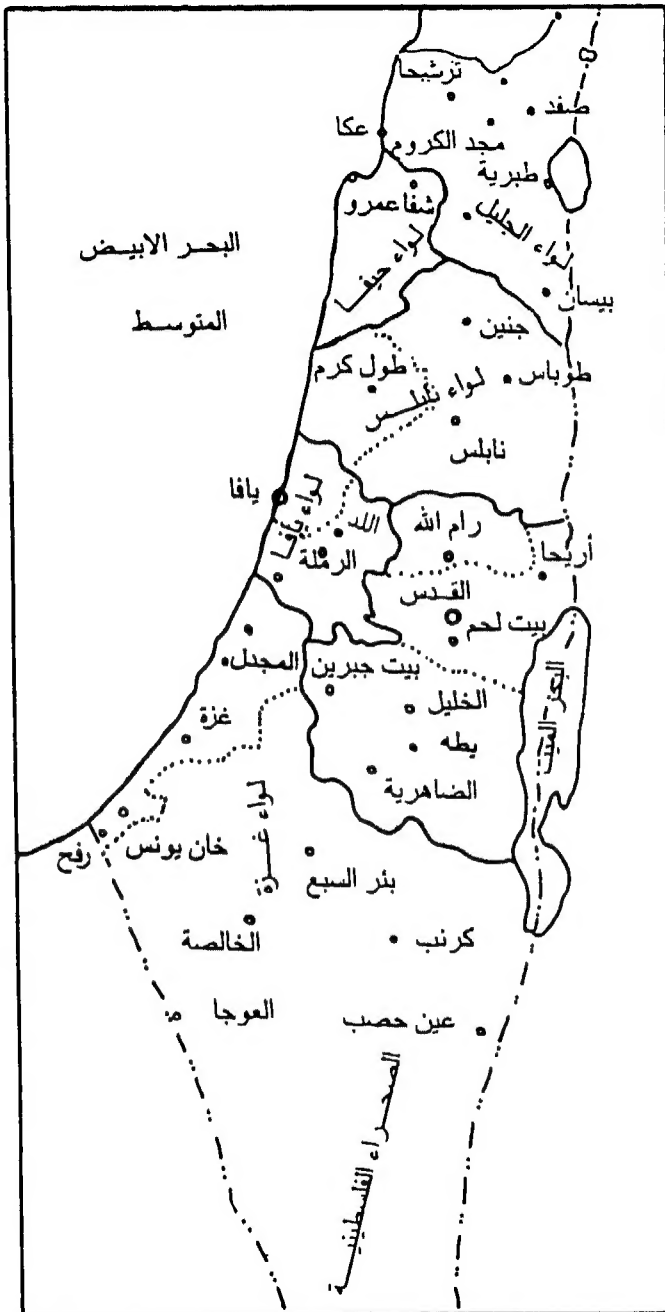 ترشيحا
صفد
عكا
مجد الكروم
طبرية
شفاعمرو
لواء الجليل
لواء حيفا
البحر الابيض
المتوسط
بيسان
جنين
طول كرم
طوباس
لواء نابلس
نابلس
يافا
لواء يافا
اللد
رام الله
أريحا
الرملة
القدس
بيت لحم
البحر الميت
المجدل
بيت جبرين
الخليل
غزة
يطه
الضاهرية
لواء غزة
خان يونس
رفح
بئر السبع
الخالصة
كرنب
العوجا
عين حصب
الصحراء الفلسطينية